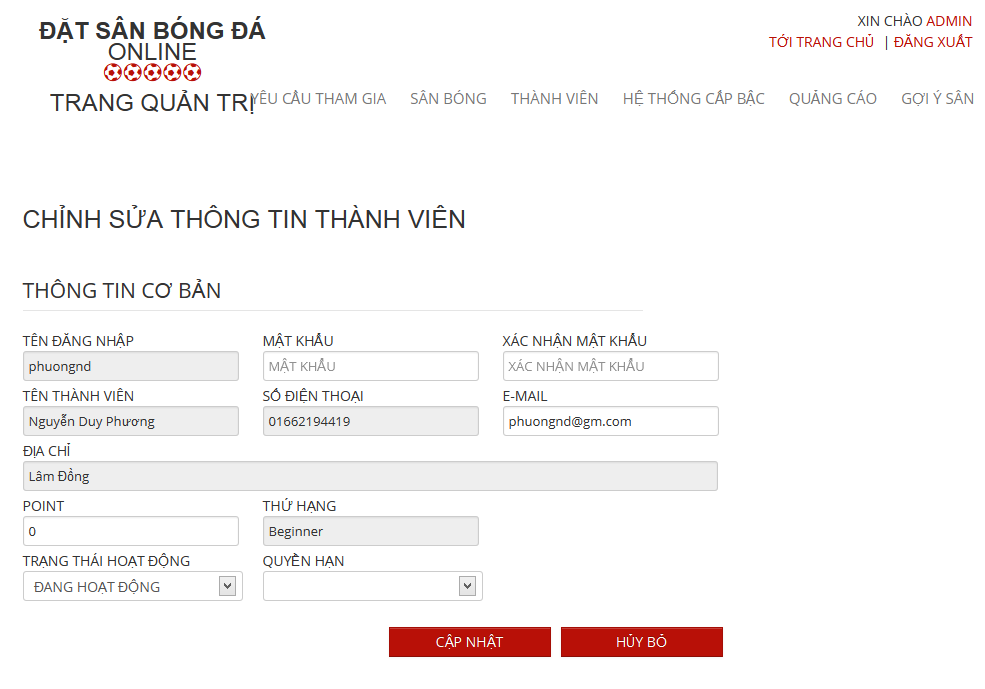 ĐẶT SÂN BÓNG ĐÁ
ONLINE
TRANG QUẢN TRỊ
XIN CHÀO ADMIN
TỚI TRANG CHỦ | ĐĂNG XUẤT
YÊU CẦU THAM GIA SÂN BÓNG THÀNH VIÊN HỆ THỐNG CẤP BẬC QUẢNG CÁO GỢI Ý SÂN
CHỈNH SỬA THÔNG TIN THÀNH VIÊN
THÔNG TIN CƠ BẢN
TÊN ĐĂNG NHẬP MẬT KHẨU XÁC NHẬN MẬT KHẨU
phuongnd MẬT KHẨU XÁC NHẬN MẬT KHẨU
TÊN THÀNH VIÊN SỐ ĐIỆN THOẠI E-MAIL
Nguyễn Duy Phương 01662194419 phuongnd@gm.com
ĐỊA CHỈ
Lâm Đồng
POINT THỨ HẠNG
0 Beginner
TRẠNG THÁI HOẠT ĐỘNG QUYỀN HẠN
ĐANG HOẠT ĐỘNG
CẬP NHẬT HỦY BỎ